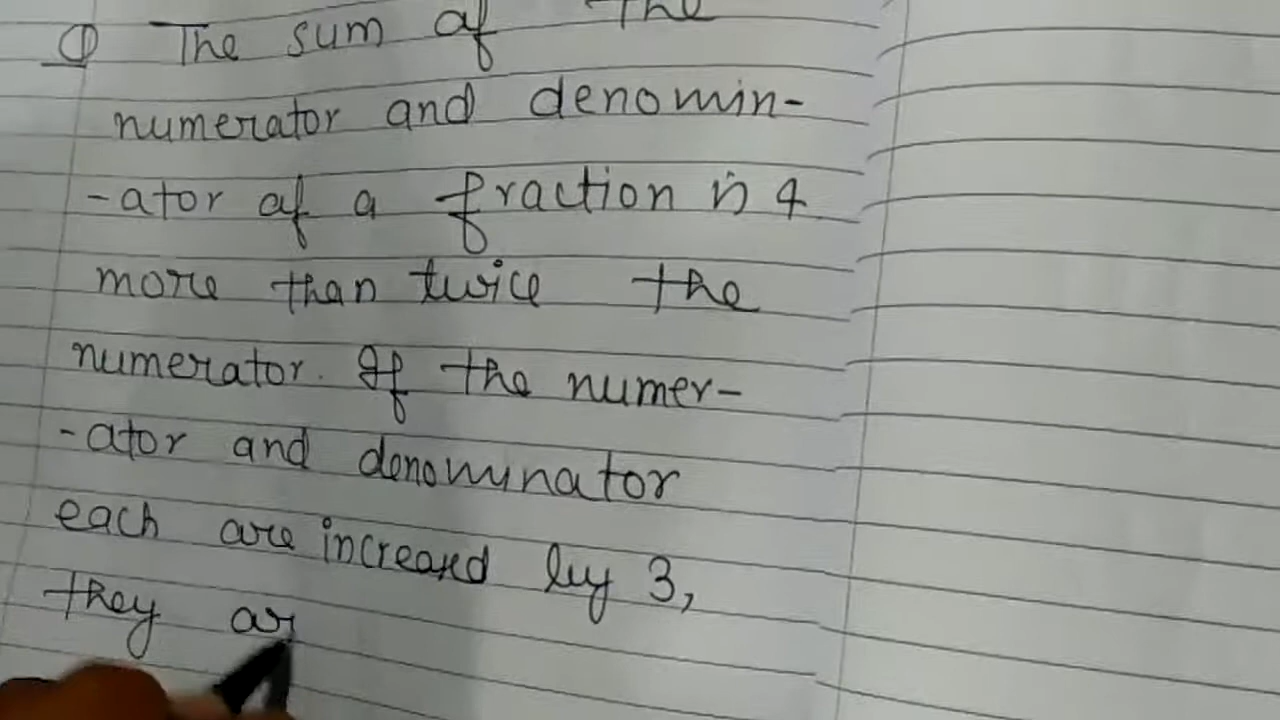 ① The sum of the
numerator and denomin-
-ator of a fraction is 4
more than twice the
numerator. If the numer-
-ator and denominator
each are increased by 3,
they ar